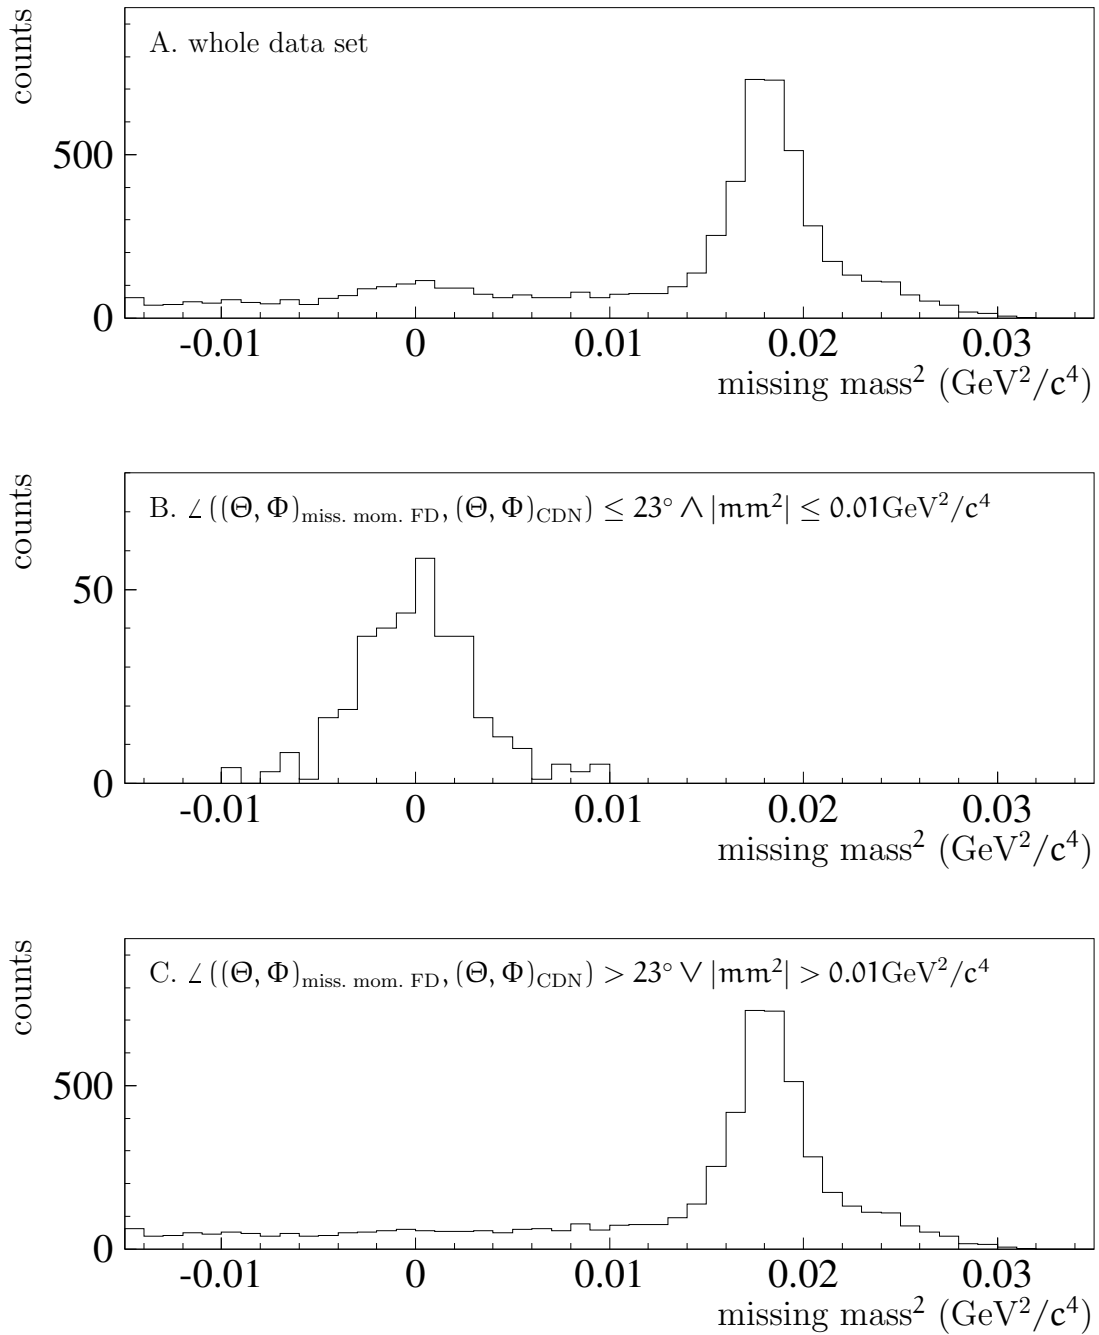 counts
A. whole data set
500
0
-0.01 0 0.01 0.02 0.03
missing mass² (GeV²/c⁴)
counts
B. ∠((Θ, Φ)miss. mom. FD, (Θ, Φ)CDN) ≤ 23° ∧ |mm²| ≤ 0.01GeV²/c⁴
50
0
-0.01 0 0.01 0.02 0.03
missing mass² (GeV²/c⁴)
counts
C. ∠((Θ, Φ)miss. mom. FD, (Θ, Φ)CDN) > 23° ∨ |mm²| > 0.01GeV²/c⁴
500
0
-0.01 0 0.01 0.02 0.03
missing mass² (GeV²/c⁴)